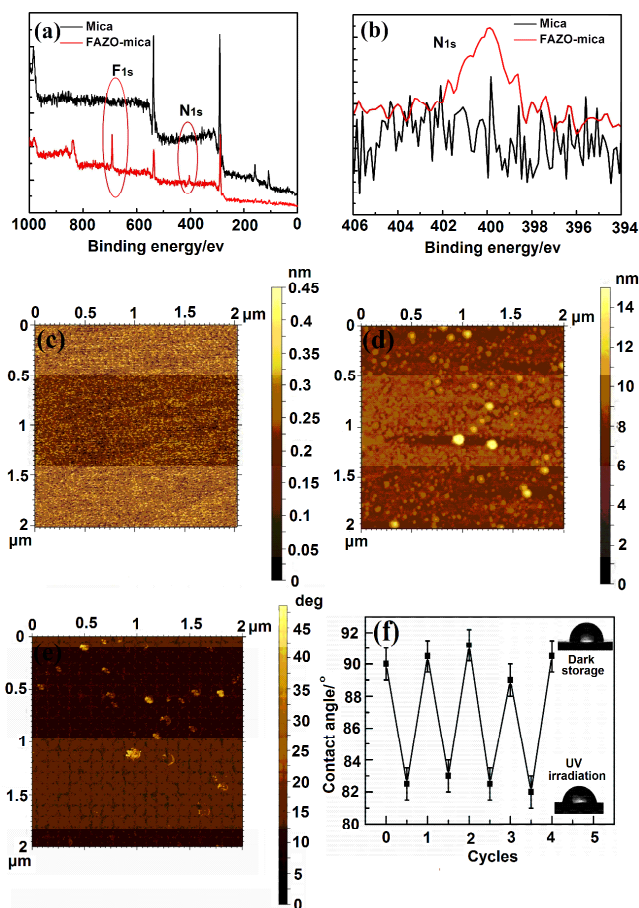 (a)
Mica
FAZO-mica
F1s
N1s
1000 800 600 400 200 0
Binding energy/ev
(b)
Mica
FAZO-mica
N1s
406 404 402 400 398 396 394
Binding energy/ev
nm
0 0.5 1 1.5 2 μm
(c)
0
0.5
1
1.5
2
μm
0.45
0.4
0.35
0.3
0.25
0.2
0.15
0.1
0.05
0
nm
0 0.5 1 1.5 2
μm
(d)
0
0.5
1
1.5
2
μm
14
12
10
8
6
4
2
0
deg
0 0.5 1 1.5 2 μm
(e)
0
0.5
1
1.5
2
μm
45
40
35
30
25
20
15
10
5
0
(f)
92
90
88
86
84
82
80
Contact angle/°
Dark
storage
UV
irradiation
0 1 2 3 4 5
Cycles